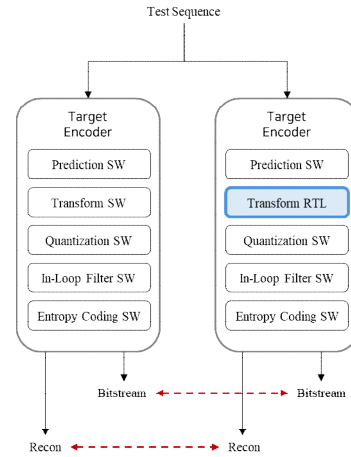 Test Sequence
Target
Encoder
Prediction SW
Transform SW
Quantization SW
In-Loop Filter SW
Entropy Coding SW
Target
Encoder
Prediction SW
Transform RTL
Quantization SW
In-Loop Filter SW
Entropy Coding SW
Bitstream
Bitstream
Recon
Recon